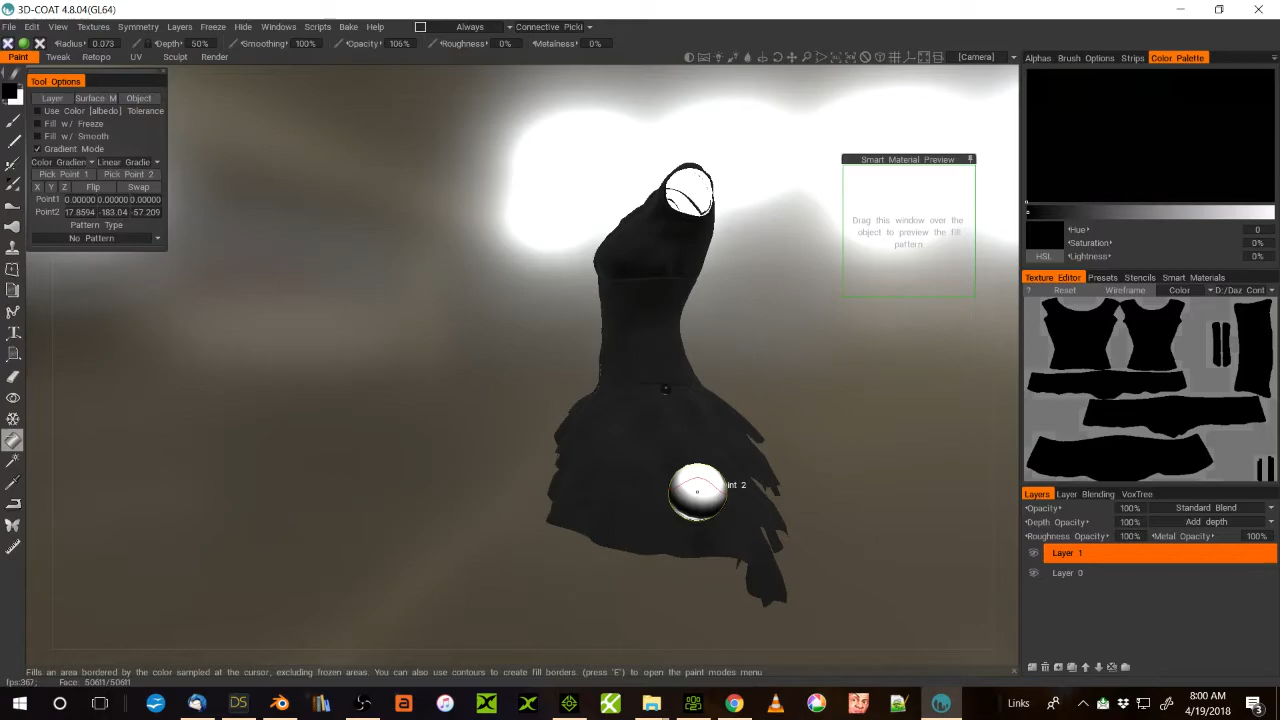 3D-COAT 4.8.04(GL64)
File Edit View Textures Symmetry Layers Freeze Hide Windows Scripts Bake Help Always Connective Picki
Radius 0.073 Depth 50% Smoothing 100% Opacity 106% Roughness 0% Metalness 0%
Paint Tweak Retopo UV Sculpt Render [Camera]
Alphas Brush Options Strips Color Palette
Tool Options
Layer Surface M Object
Use Color [albedo] Tolerance
Fill w/ Freeze
Fill w/ Smooth
Gradient Mode
Color Gradien Linear Gradie
Pick Point 1 Pick Point 2
X Y Z Flip Swap
Point1 0.00000 0.00000 0.00000
Point2 17.8594 -183.04 -57.209
Pattern Type
No Pattern
Smart Material Preview
Drag this window over the
object to preview the fill
pattern
int 2
Hue 0
Saturation 0%
HSL Lightness 0%
Texture Editor Presets Stencils Smart Materials
? Reset Wireframe Color D:/Daz Cont
Layers Layer Blending VoxTree
Opacity 100% Standard Blend
Depth Opacity 100% Add depth
Roughness Opacity 100% Metal Opacity 100%
Layer 1
Layer 0
Fills an area bordered by the color sampled at the cursor, excluding frozen areas. You can also use contours to create fill borders (press 'E') to open the paint modes menu
fps:367; Face: 50611/50611
Links 8:00 AM
4/19/2018